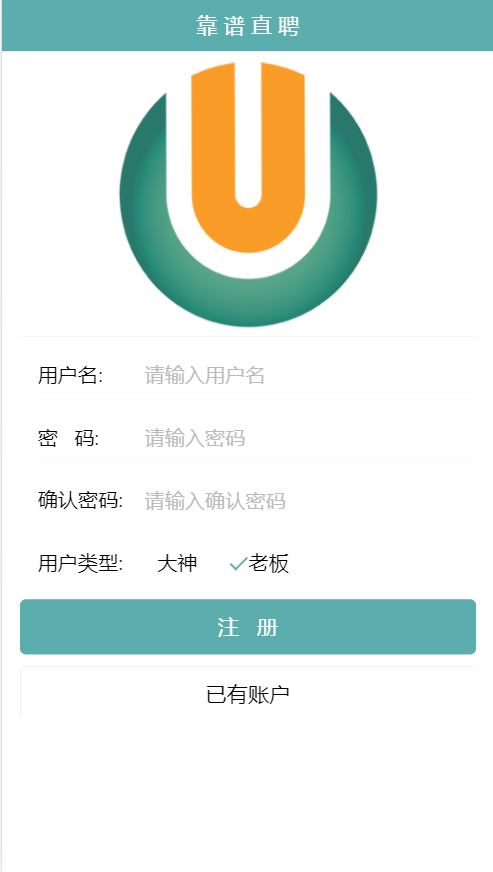 靠谱直聘
用户名: 请输入用户名
密 码: 请输入密码
确认密码: 请输入确认密码
用户类型: 大神 老板
注 册
已有账户